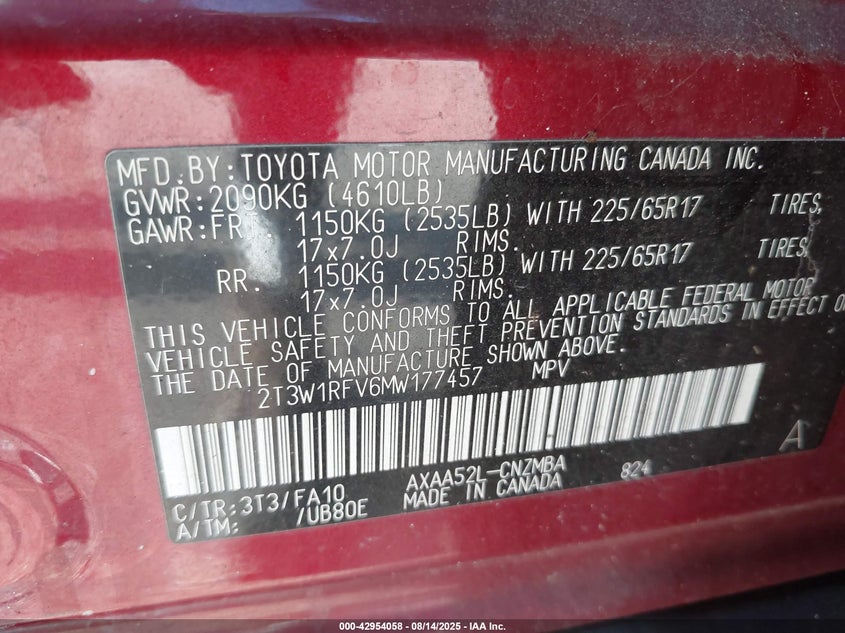 MFD.BY:TOYOTA MOTOR MANUFACTURING CANADA INC.
GVWR:2090KG (4610LB)
GAWR:FR. 1150KG (2535LB) WITH 225/65R17 TIRES,
17x7.0J RIMS.
RR. 1150KG (2535LB) WITH 225/65R17 TIRES,
17x7.0J RIMS.
THIS VEHICLE CONFORMS TO ALL APPLICABLE FEDERAL MOTOR
VEHICLE SAFETY AND THEFT PREVENTION STANDARDS IN EFFECT
THE DATE OF MANUFACTURE SHOWN ABOVE.
2T3W1RFV6MW177457 MPV
A
C/TR:3T3/FA10 AXAA52L-CNZMBA 824
A/TM: /UB80E MADE IN CANADA
000-42954058 - 08/14/2025 - IAA Inc.